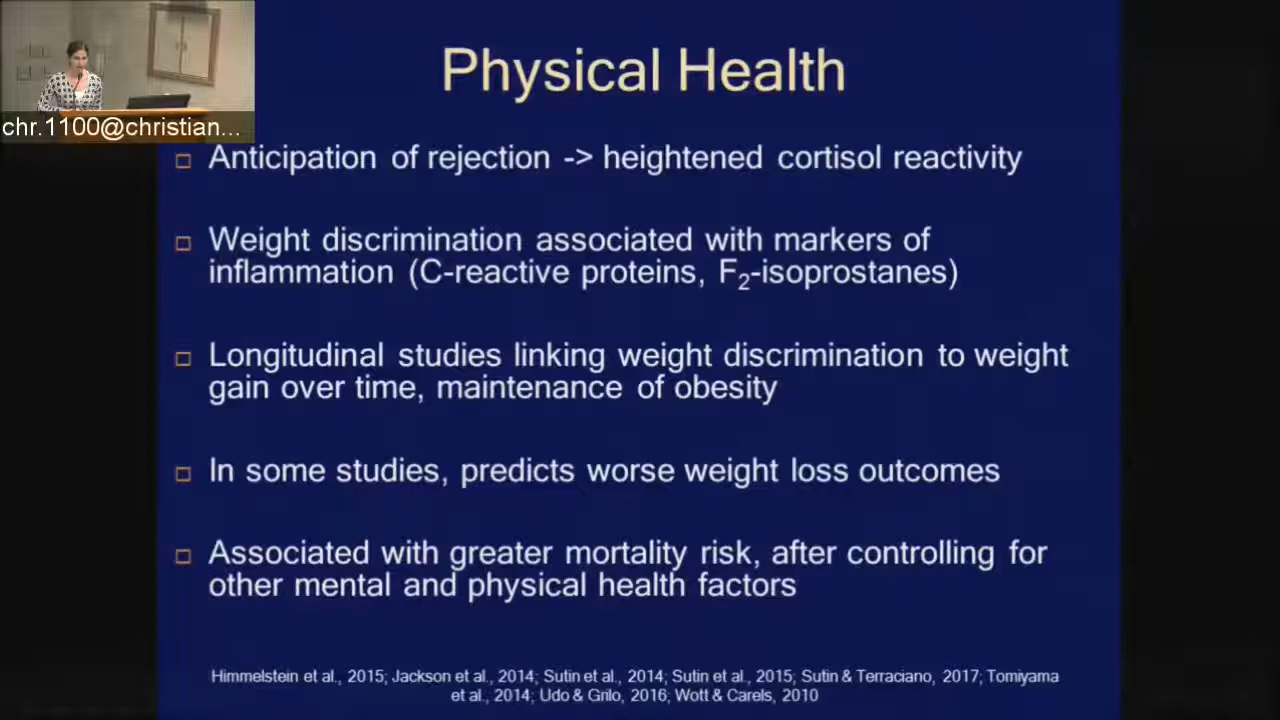 Physical Health
chr.1100@christian...
Anticipation of rejection -> heightened cortisol reactivity
Weight discrimination associated with markers of
inflammation (C-reactive proteins, F₂-isoprostanes)
Longitudinal studies linking weight discrimination to weight
gain over time, maintenance of obesity
In some studies, predicts worse weight loss outcomes
Associated with greater mortality risk, after controlling for
other mental and physical health factors
Himmelstein et al., 2015; Jackson et al., 2014; Sutin et al., 2014; Sutin et al., 2015; Sutin & Terraciano, 2017; Tomiyama
et al., 2014; Udo & Grilo, 2016; Wott & Carels, 2010